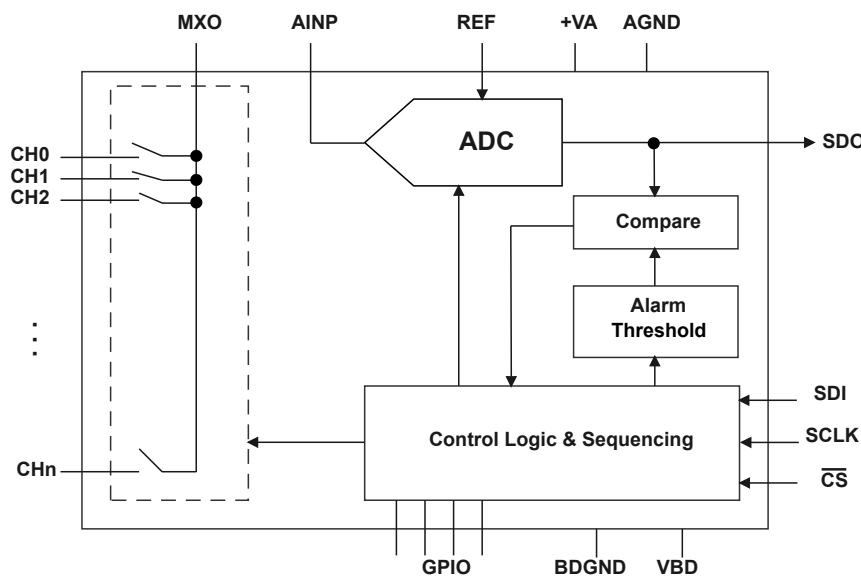 MXO AINP REF +VA AGND
ADC
SDO
CH0
CH1
CH2
Compare
Alarm
Threshold
SDI
Control Logic & Sequencing
SCLK
CHn
CS
GPIO BDGND VBD